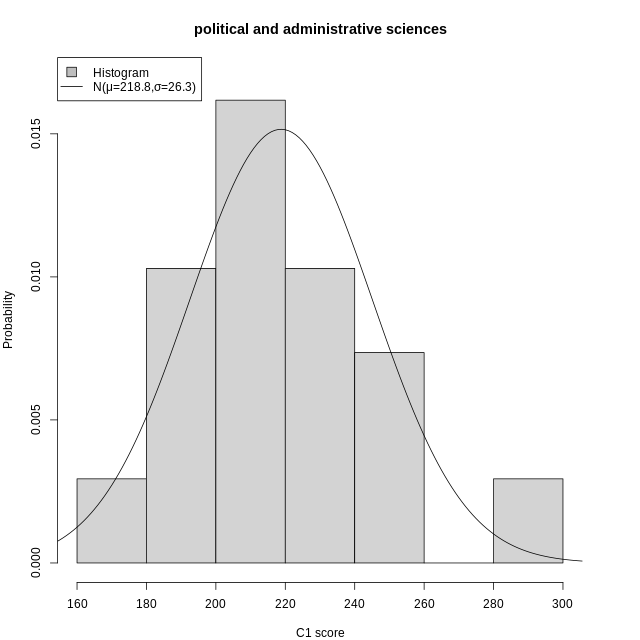 political and administrative sciences
Histogram
N(μ=218.8,σ=26.3)
Probability
0.015
0.010
0.005
0.000
160 180 200 220 240 260 280 300
C1 score